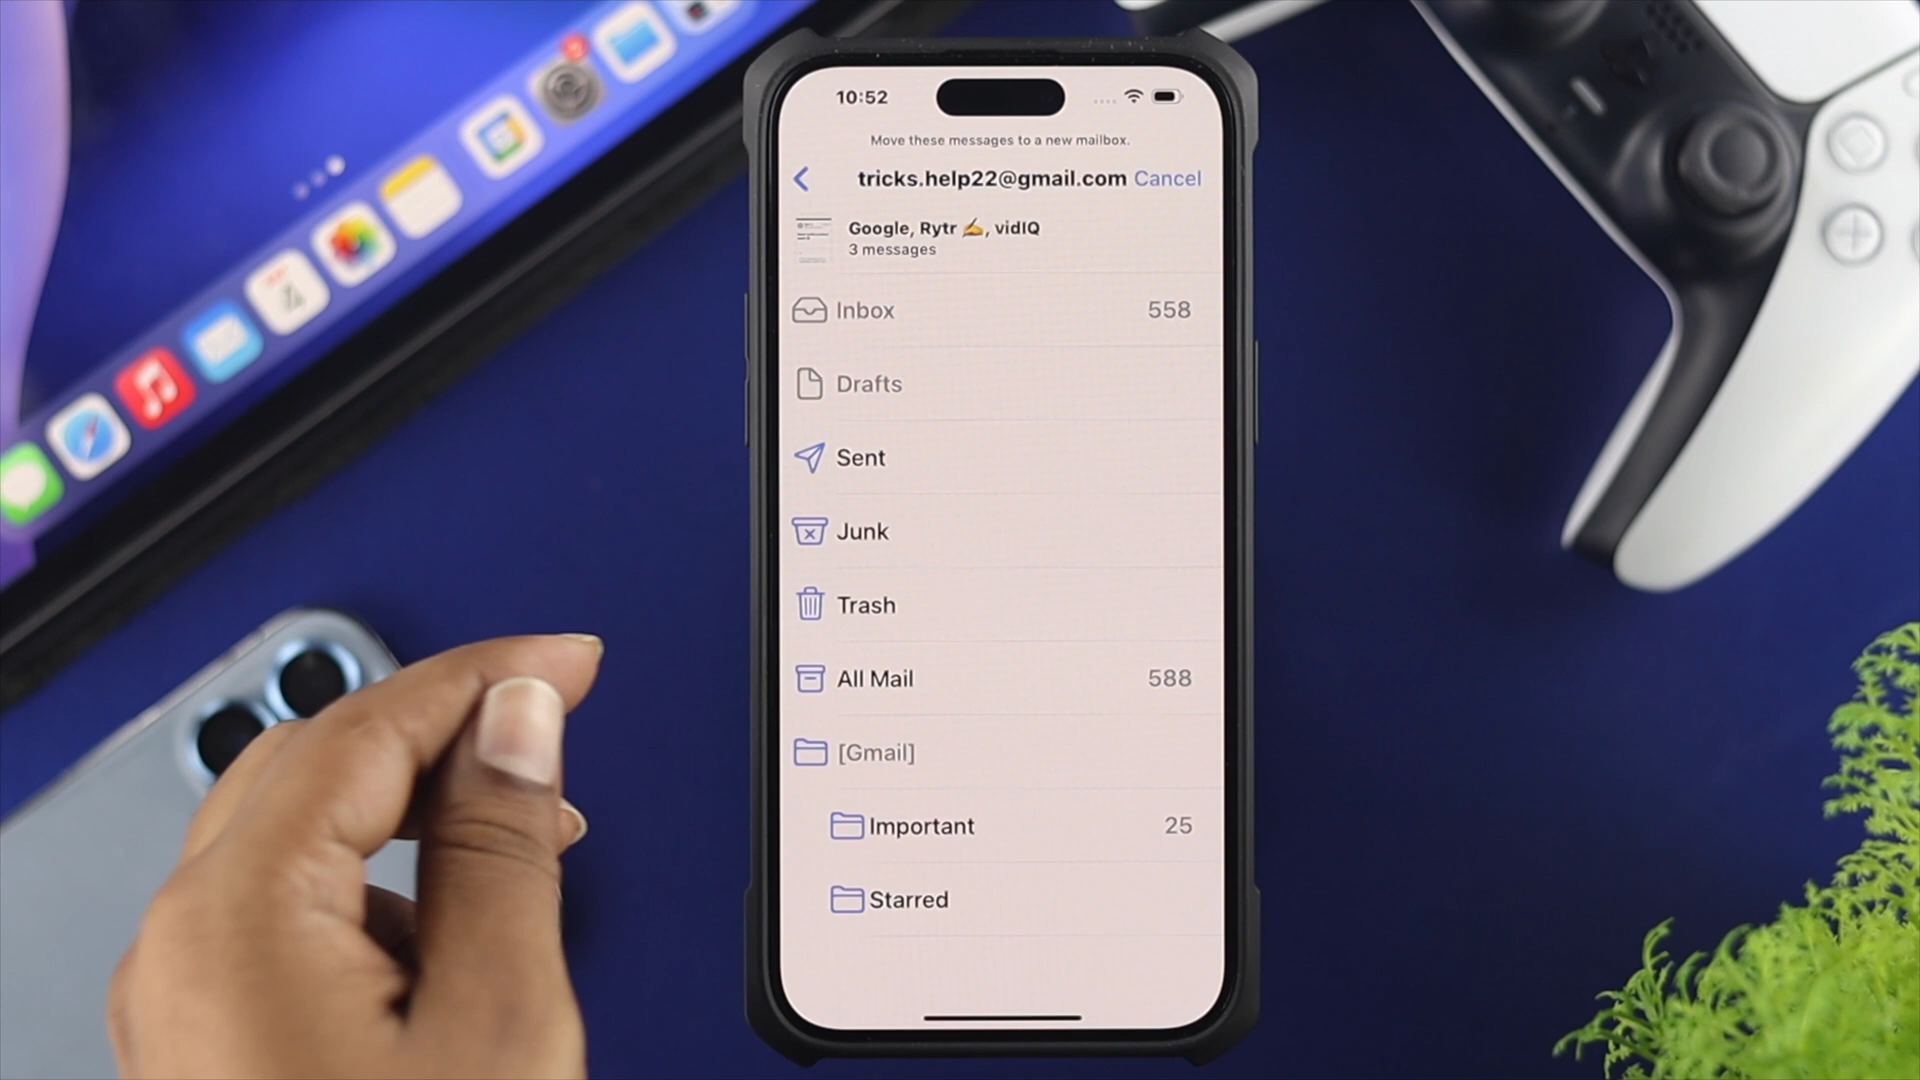 10:52
Move these messages to a new mailbox.
tricks.help22@gmail.com Cancel
Google, Rytr ✍️, vidIQ
3 messages
Inbox 558
Drafts
Sent
Junk
Trash
All Mail 588
[Gmail]
Important 25
Starred